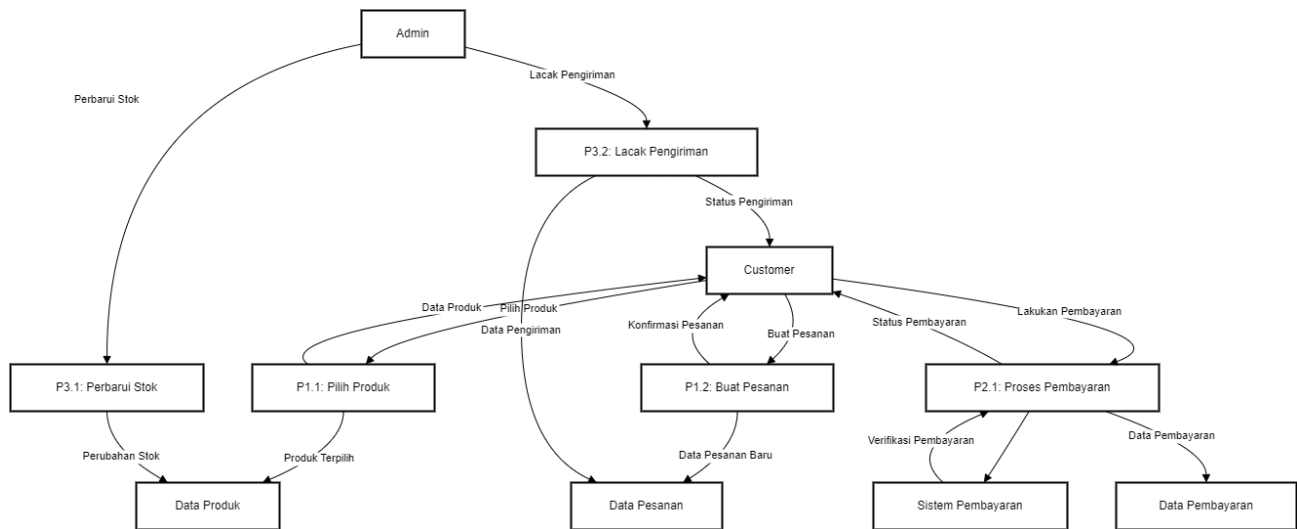 Admin
Lacak Pengiriman
Perbarui Stok
P3.2: Lacak Pengiriman
Status Pengiriman
Customer
Data Produk
Pilih Produk
Data Pengiriman
Konfirmasi Pesanan
Buat Pesanan
Status Pembayaran
Lakukan Pembayaran
P3.1: Perbarui Stok
P1.1: Pilih Produk
P1.2: Buat Pesanan
P2.1: Proses Pembayaran
Perubahan Stok
Produk Terpilih
Data Pesanan Baru
Verifikasi Pembayaran
Data Pembayaran
Data Produk
Data Pesanan
Sistem Pembayaran
Data Pembayaran